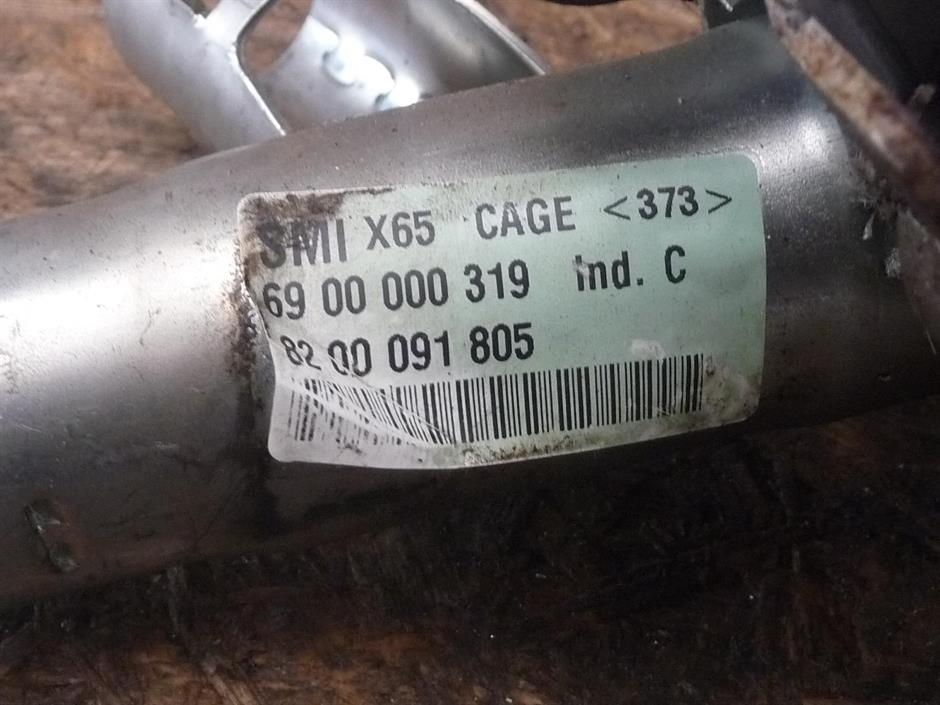 SMI X65 CAGE <373>
69 00 000 319 Ind. C
82 00 091 805